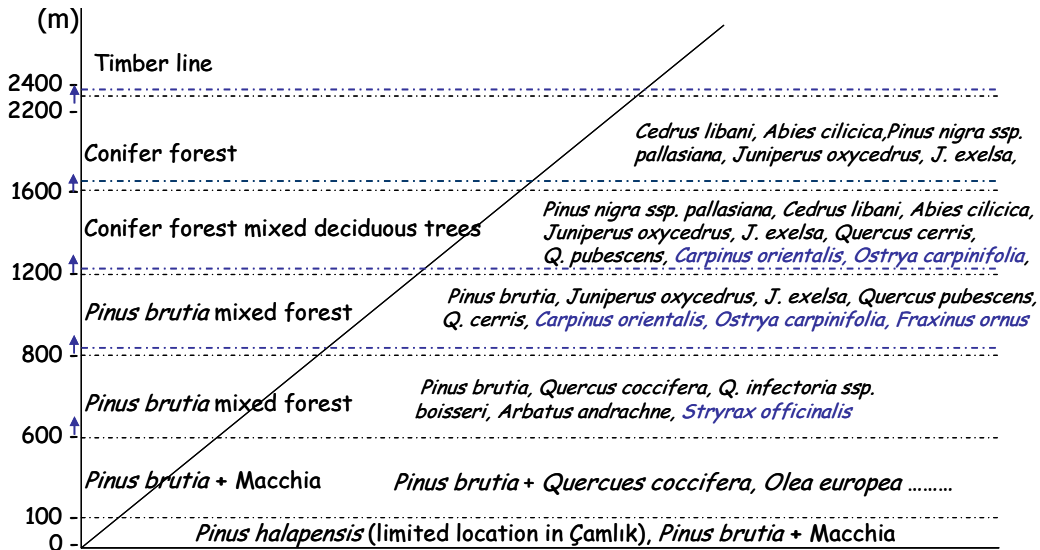 (m)
Timber line
2400
2200
Cedrus libani, Abies cilicica,Pinus nigra ssp.
Conifer forest
pallasiana, Juniperus oxycedrus, J. exelsa,
1600
Pinus nigra ssp. pallasiana, Cedrus libani, Abies cilicica,
Conifer forest mixed deciduous trees
Juniperus oxycedrus, J. exelsa, Quercus cerris,
Q. pubescens, Carpinus orientalis, Ostrya carpinifolia,
1200
Pinus brutia, Juniperus oxycedrus, J. exelsa, Quercus pubescens,
Pinus brutia mixed forest
Q. cerris, Carpinus orientalis, Ostrya carpinifolia, Fraxinus ornus
800
Pinus brutia, Quercus coccifera, Q. infectoria ssp.
Pinus brutia mixed forest
boisseri, Arbatus andrachne, Stryrax officinalis
600
Pinus brutia + Macchia
Pinus brutia + Quercues coccifera, Olea europea .........
100
Pinus halapensis (limited location in Çamlık), Pinus brutia + Macchia
0